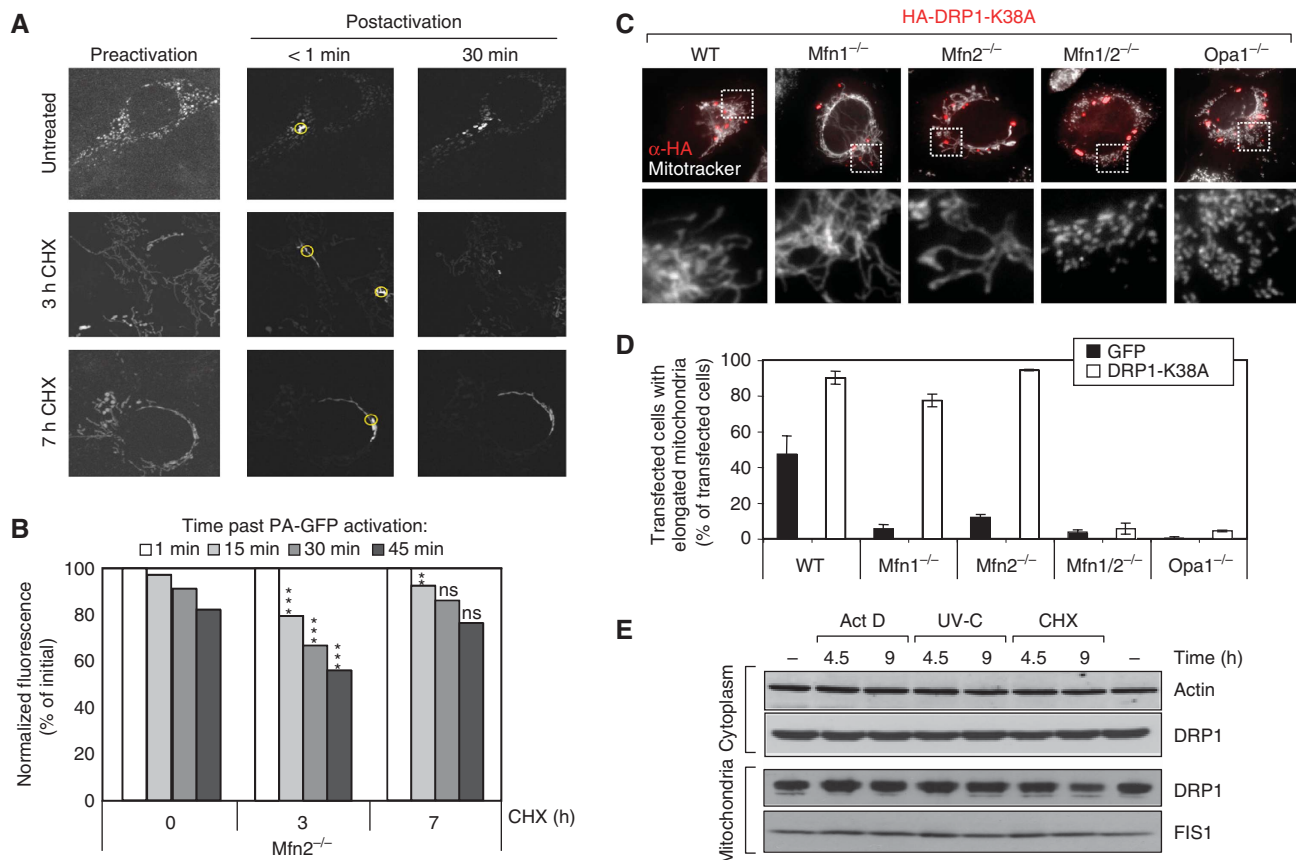 A
Postactivation
Preactivation
< 1 min
30 min
Untreated
3 h CHX
7 h CHX
B
Time past PA-GFP activation:
1 min
15 min
30 min
45 min
Normalized fluorescence
(% of initial)
100
80
60
40
20
0
***
***
***
**
ns
ns
0
3
7
CHX (h)
Mfn2−/−
C
HA-DRP1-K38A
WT
Mfn1−/−
Mfn2−/−
Mfn1/2−/−
Opa1−/−
α-HA
Mitotracker
D
Transfected cells with
elongated mitochondria
(% of transfected cells)
100
80
60
40
20
0
GFP
DRP1-K38A
WT
Mfn1−/−
Mfn2−/−
Mfn1/2−/−
Opa1−/−
E
Act D
UV-C
CHX
–
4.5
9
4.5
9
4.5
9
–
Time (h)
Cytoplasm
Actin
DRP1
Mitochondria
DRP1
FIS1